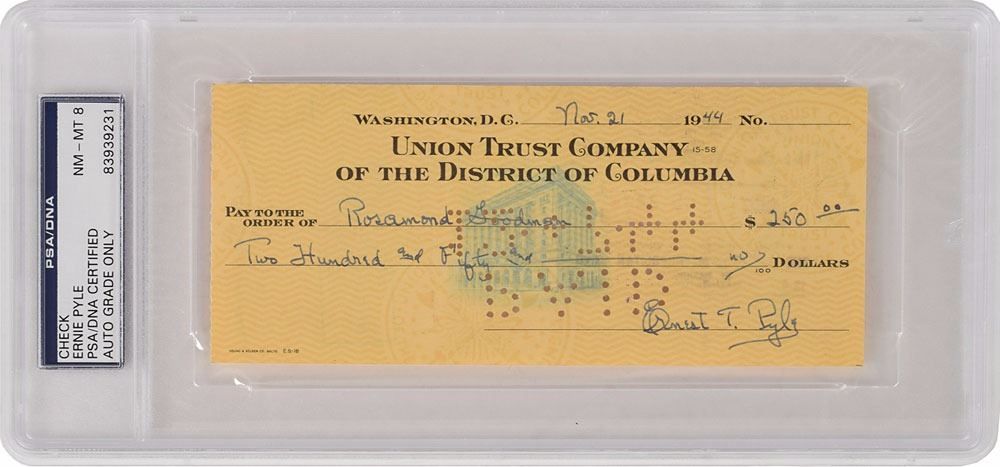 PSA/DNA
CHECK
ERNIE PYLE
PSA/DNA CERTIFIED
AUTO GRADE ONLY
NM - MT 8
83939231
WASHINGTON, D.C. Nov. 21 1944 No.
UNION TRUST COMPANY 15-58
OF THE DISTRICT OF COLUMBIA
PAY TO THE
ORDER OF Rosamond Goodman $ 250 00
Two Hundred and Fifty and no/100 DOLLARS
Ernest T. Pyle